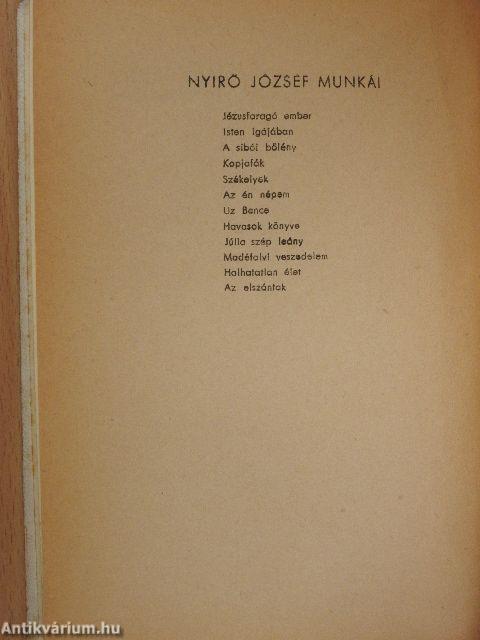 NYIRŐ JÓZSEF MUNKÁI
Jézusfaragó ember
Isten igájában
A sibói bölény
Kopjafák
Székelyek
Az én népem
Uz Bence
Havasok könyve
Júlia szép leány
Madéfalvi veszedelem
Halhatatlan élet
Az elszántak
Antikvárium.hu